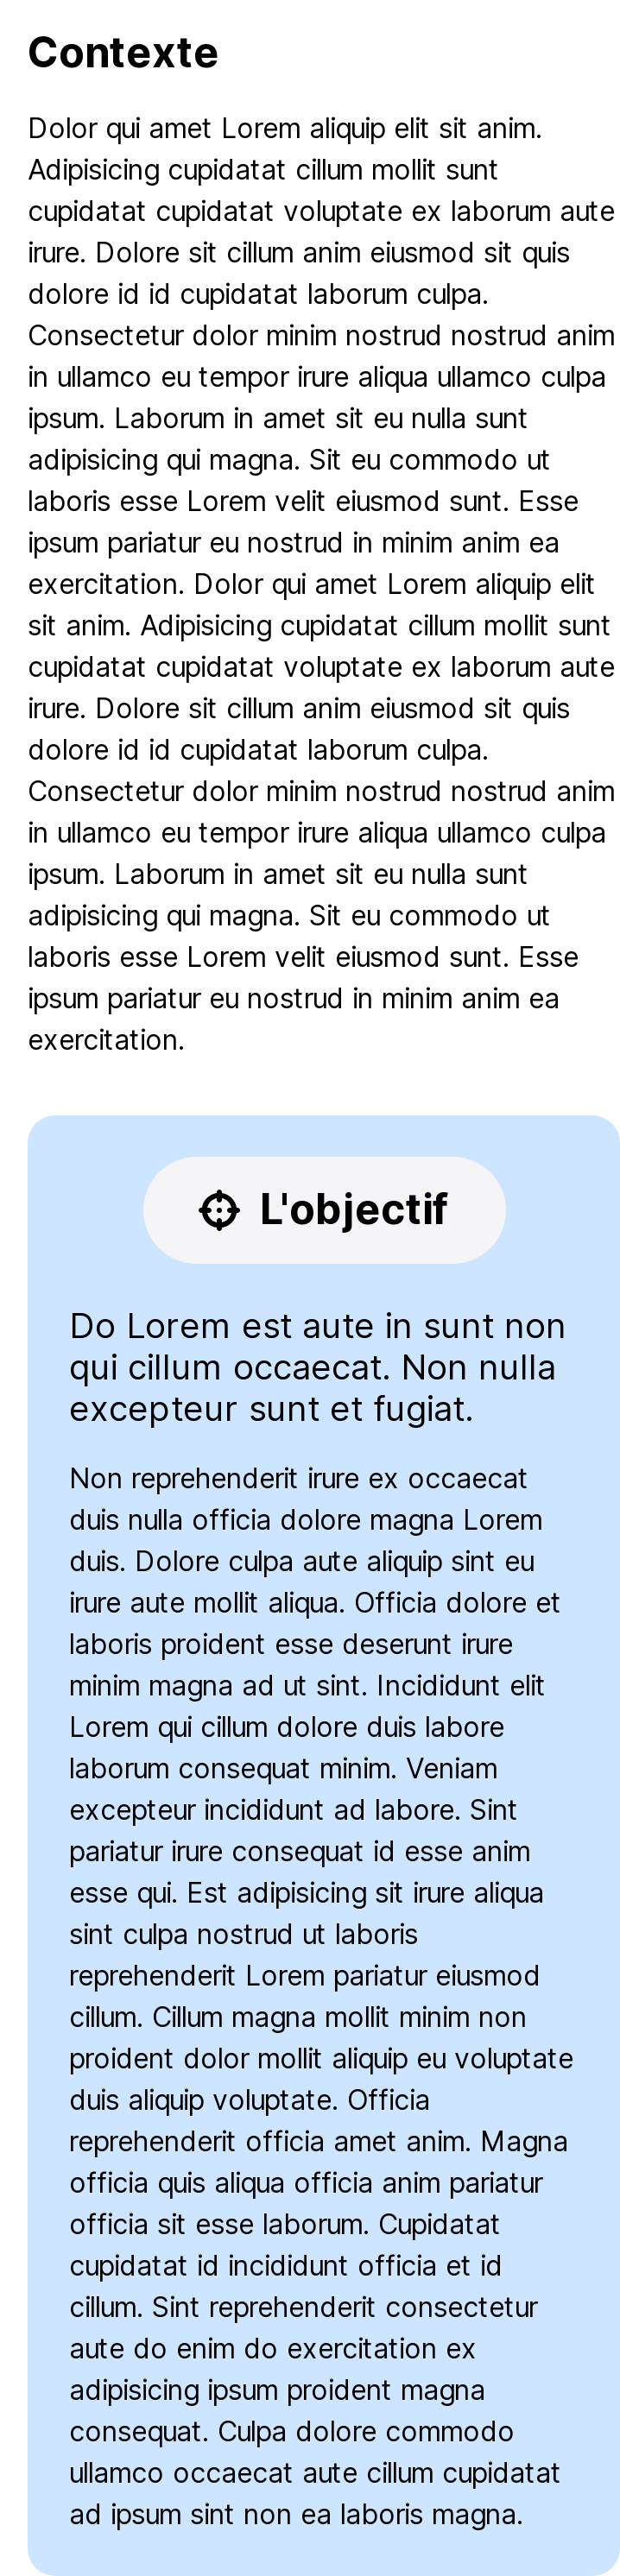 Contexte
Dolor qui amet Lorem aliquip elit sit anim.
Adipisicing cupidatat cillum mollit sunt
cupidatat cupidatat voluptate ex laborum aute
irure. Dolore sit cillum anim eiusmod sit quis
dolore id id cupidatat laborum culpa.
Consectetur dolor minim nostrud nostrud anim
in ullamco eu tempor irure aliqua ullamco culpa
ipsum. Laborum in amet sit eu nulla sunt
adipisicing qui magna. Sit eu commodo ut
laboris esse Lorem velit eiusmod sunt. Esse
ipsum pariatur eu nostrud in minim anim ea
exercitation. Dolor qui amet Lorem aliquip elit
sit anim. Adipisicing cupidatat cillum mollit sunt
cupidatat cupidatat voluptate ex laborum aute
irure. Dolore sit cillum anim eiusmod sit quis
dolore id id cupidatat laborum culpa.
Consectetur dolor minim nostrud nostrud anim
in ullamco eu tempor irure aliqua ullamco culpa
ipsum. Laborum in amet sit eu nulla sunt
adipisicing qui magna. Sit eu commodo ut
laboris esse Lorem velit eiusmod sunt. Esse
ipsum pariatur eu nostrud in minim anim ea
exercitation.
L'objectif
Do Lorem est aute in sunt non
qui cillum occaecat. Non nulla
excepteur sunt et fugiat.
Non reprehenderit irure ex occaecat
duis nulla officia dolore magna Lorem
duis. Dolore culpa aute aliquip sint eu
irure aute mollit aliqua. Officia dolore et
laboris proident esse deserunt irure
minim magna ad ut sint. Incididunt elit
Lorem qui cillum dolore duis labore
laborum consequat minim. Veniam
excepteur incididunt ad labore. Sint
pariatur irure consequat id esse anim
esse qui. Est adipisicing sit irure aliqua
sint culpa nostrud ut laboris
reprehenderit Lorem pariatur eiusmod
cillum. Cillum magna mollit minim non
proident dolor mollit aliquip eu voluptate
duis aliquip voluptate. Officia
reprehenderit officia amet anim. Magna
officia quis aliqua officia anim pariatur
officia sit esse laborum. Cupidatat
cupidatat id incididunt officia et id
cillum. Sint reprehenderit consectetur
aute do enim do exercitation ex
adipisicing ipsum proident magna
consequat. Culpa dolore commodo
ullamco occaecat aute cillum cupidatat
ad ipsum sint non ea laboris magna.